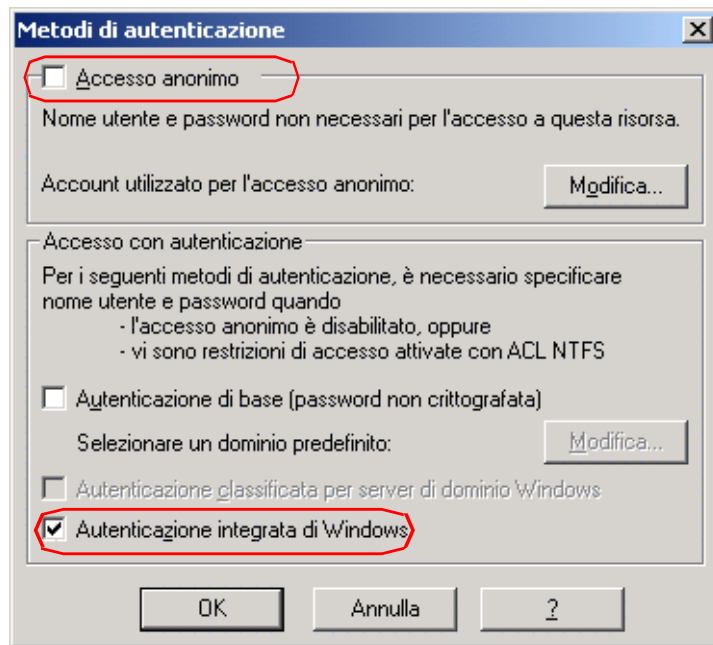 Metodi di autenticazione
Accesso anonimo
Nome utente e password non necessari per l'accesso a questa risorsa.
Account utilizzato per l'accesso anonimo:
Modifica...
Accesso con autenticazione
Per i seguenti metodi di autenticazione, è necessario specificare
nome utente e password quando
- l'accesso anonimo è disabilitato, oppure
- vi sono restrizioni di accesso attivate con ACL NTFS
Autenticazione di base (password non crittografata)
Selezionare un dominio predefinito:
Modifica...
Autenticazione classificata per server di dominio Windows
Autenticazione integrata di Windows
OK
Annulla
?